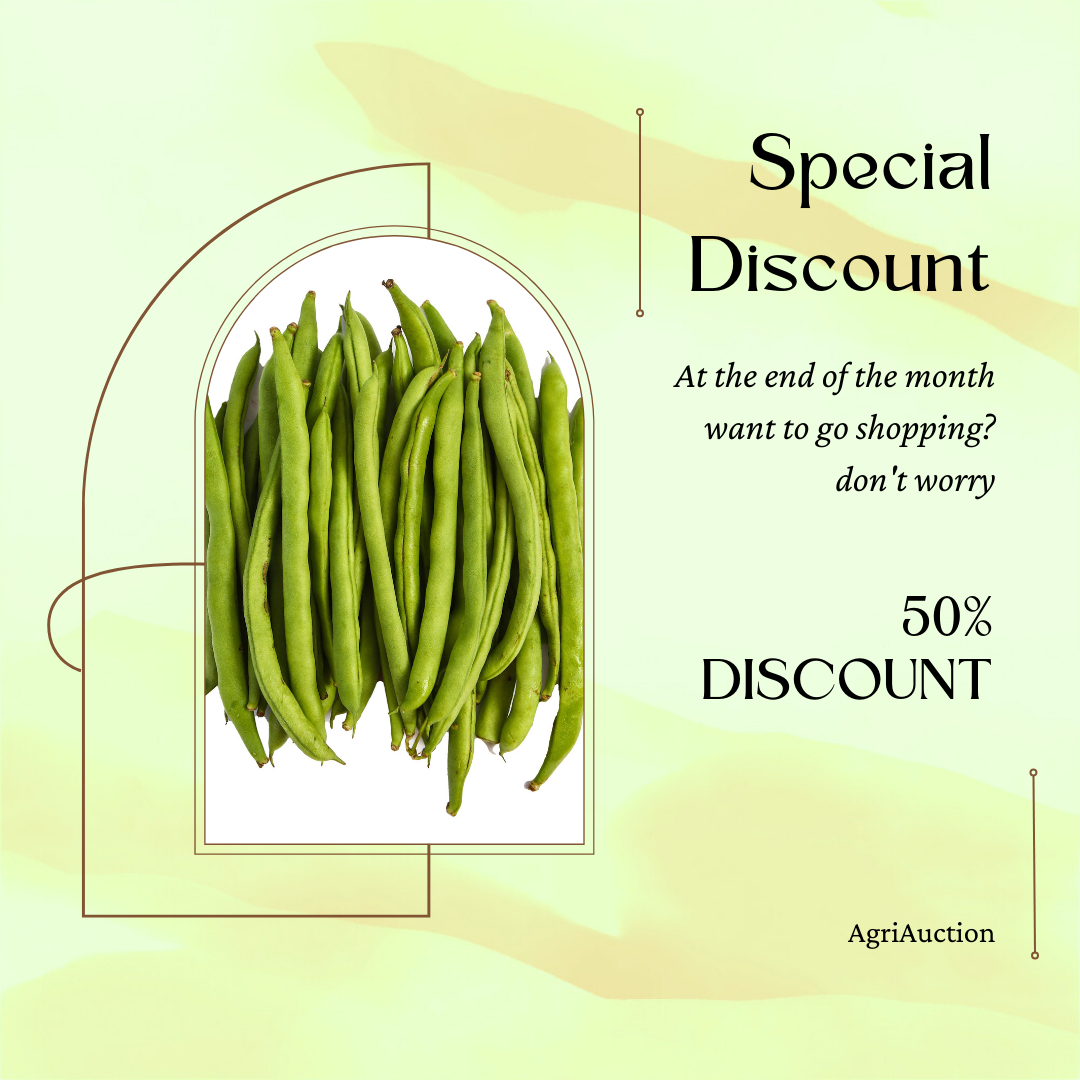 Special
Discount
At the end of the month
want to go shopping?
don't worry
50%
DISCOUNT
AgriAuction